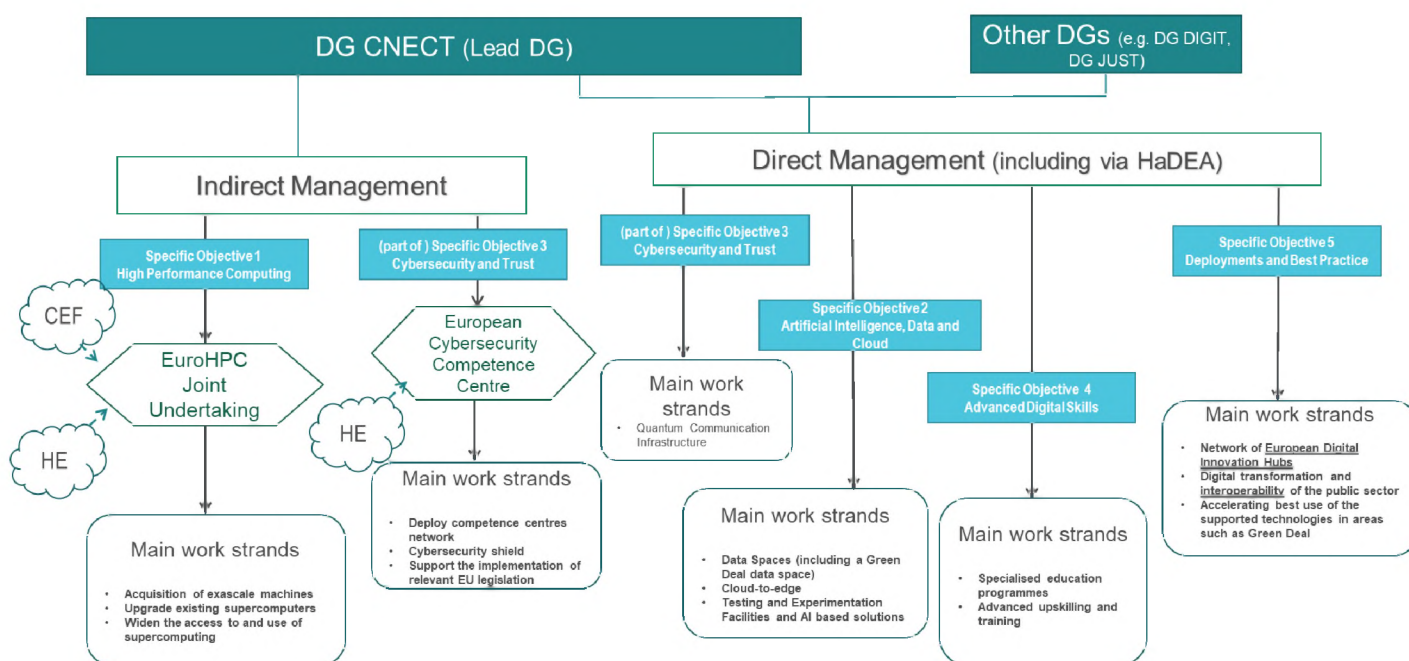 DG CNECT (Lead DG)
Other DGs (e.g. DG DIGIT,
DG JUST)
Indirect Management
Direct Management (including via HaDEA)
Specific Objective 1
High Performance Computing
(part of ) Specific Objective 3
Cybersecurity and Trust
(part of ) Specific Objective 3
Cybersecurity and Trust
Specific Objective 2
Artificial Intelligence, Data and
Cloud
Specific Objective 4
Advanced Digital Skills
Specific Objective 5
Deployments and Best Practice
CEF
HE
EuroHPC
Joint
Undertaking
European
Cybersecurity
Competence
Centre
HE
Main work strands
• Acquisition of exascale machines
• Upgrade existing supercomputers
• Widen the access to and use of
supercomputing
Main work strands
• Deploy competence centres
network
• Cybersecurity shield
• Support the implementation of
relevant EU legislation
Main work
strands
• Quantum Communication
Infrastructure
Main work strands
• Data Spaces (including a Green
Deal data space)
• Cloud-to-edge
• Testing and Experimentation
Facilities and AI based solutions
Main work strands
• Specialised education
programmes
• Advanced upskilling and
training
Main work strands
• Network of European Digital
Innovation Hubs
• Digital transformation and
interoperability of the public sector
• Accelerating best use of the
supported technologies in areas
such as Green Deal